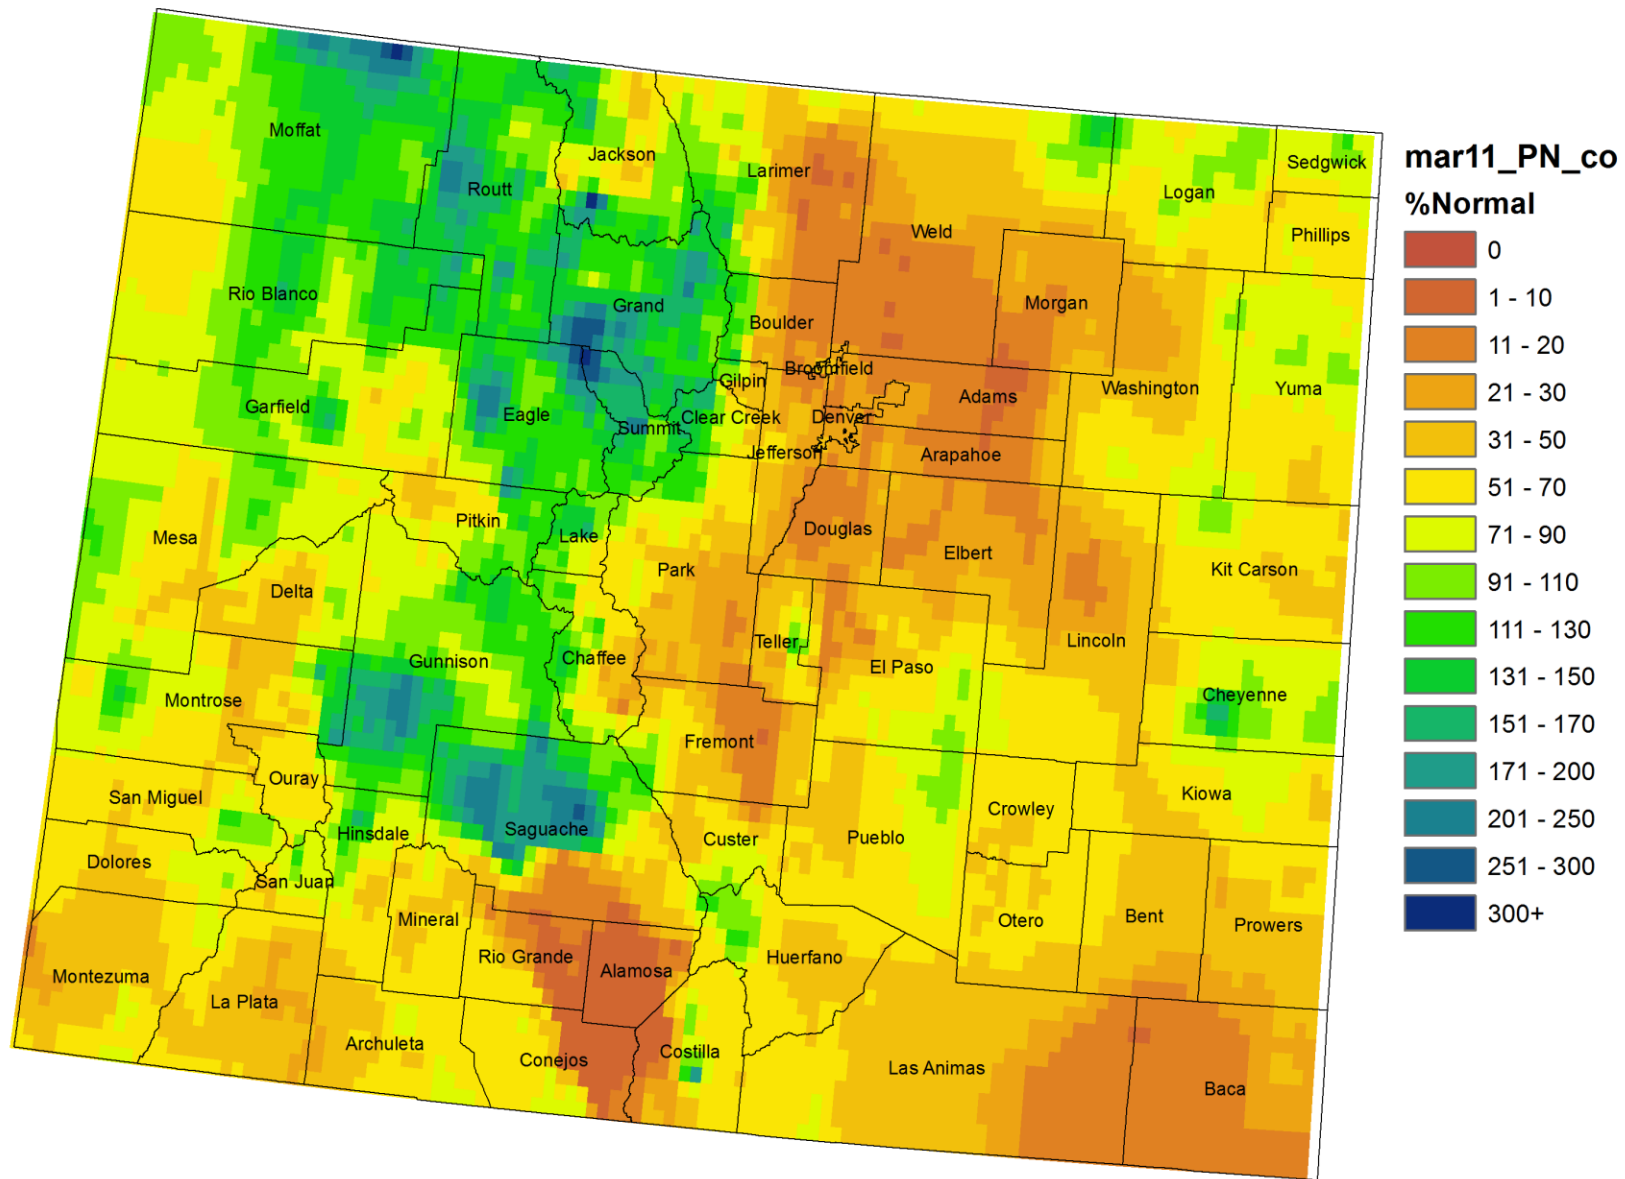 mar11_PN_co
%Normal
0
1 - 10
11 - 20
21 - 30
31 - 50
51 - 70
71 - 90
91 - 110
111 - 130
131 - 150
151 - 170
171 - 200
201 - 250
251 - 300
300+
Moffat
Routt
Jackson
Larimer
Weld
Logan
Sedgwick
Phillips
Rio Blanco
Grand
Boulder
Morgan
Broomfield
Gilpin
Adams
Washington
Yuma
Garfield
Eagle
Summit
Clear Creek
Denver
Jefferson
Arapahoe
Mesa
Pitkin
Lake
Park
Douglas
Elbert
Kit Carson
Delta
Gunnison
Chaffee
Teller
El Paso
Lincoln
Cheyenne
Montrose
Fremont
Ouray
San Miguel
Hinsdale
Saguache
Custer
Pueblo
Crowley
Kiowa
Dolores
San Juan
Mineral
Otero
Bent
Prowers
Montezuma
La Plata
Rio Grande
Alamosa
Huerfano
Archuleta
Conejos
Costilla
Las Animas
Baca